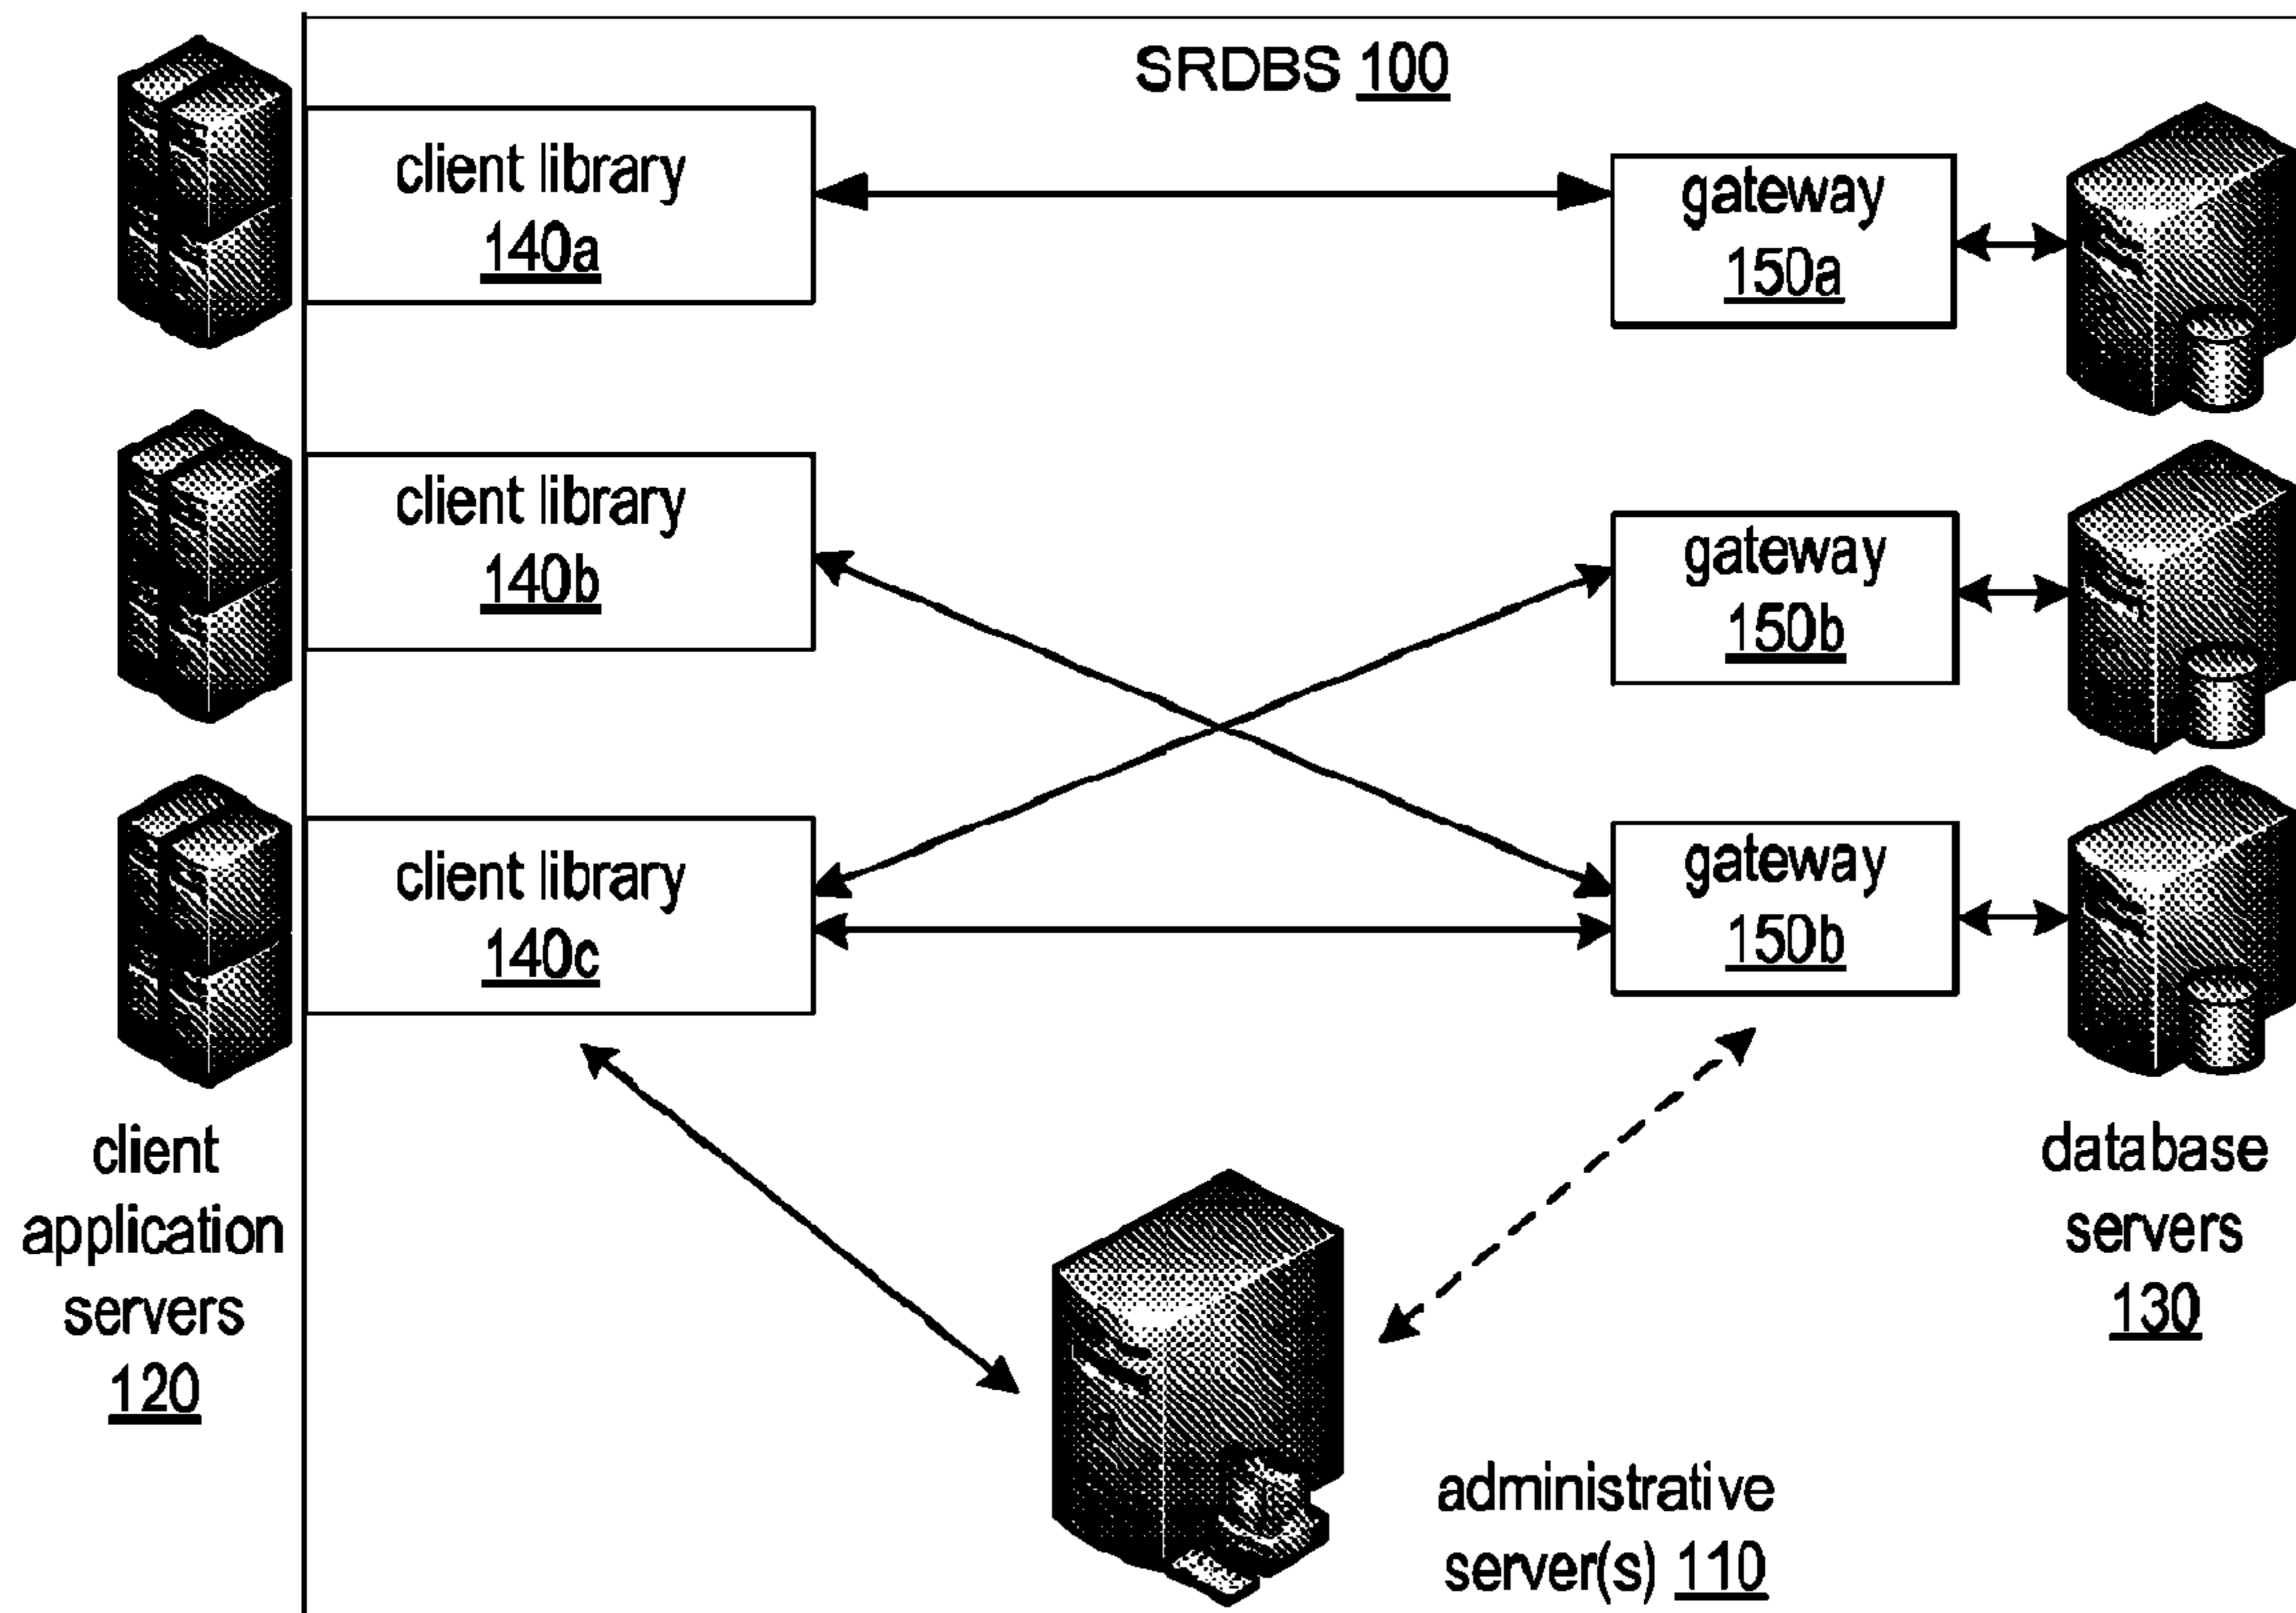 SRDBS 100
client library
140a
gateway
150a
client library
140b
gateway
150b
client library
140c
gateway
150b
client
application
servers
120
database
servers
130
administrative
server(s) 110